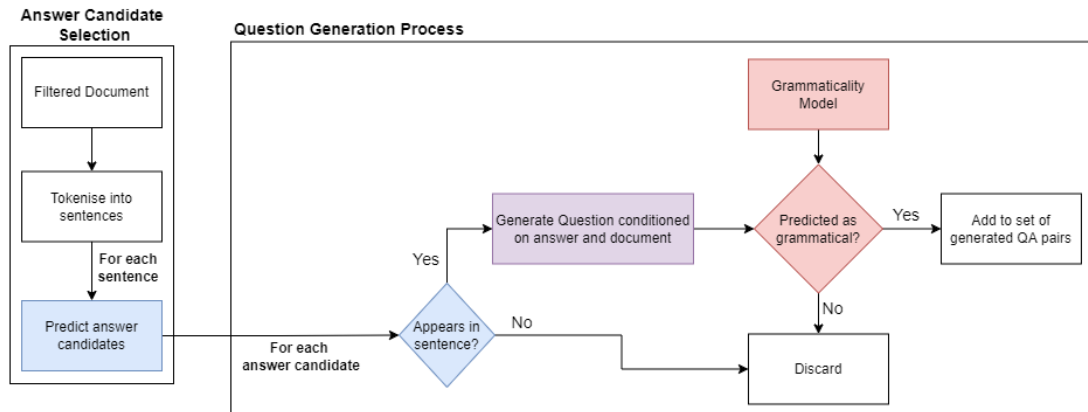 Answer Candidate
Selection
Question Generation Process
Filtered Document
Tokenise into
sentences
For each
sentence
Predict answer
candidates
For each
answer candidate
Appears in
sentence?
Yes
No
Generate Question conditioned
on answer and document
Grammaticality
Model
Predicted as
grammatical?
Yes
No
Add to set of
generated QA pairs
Discard